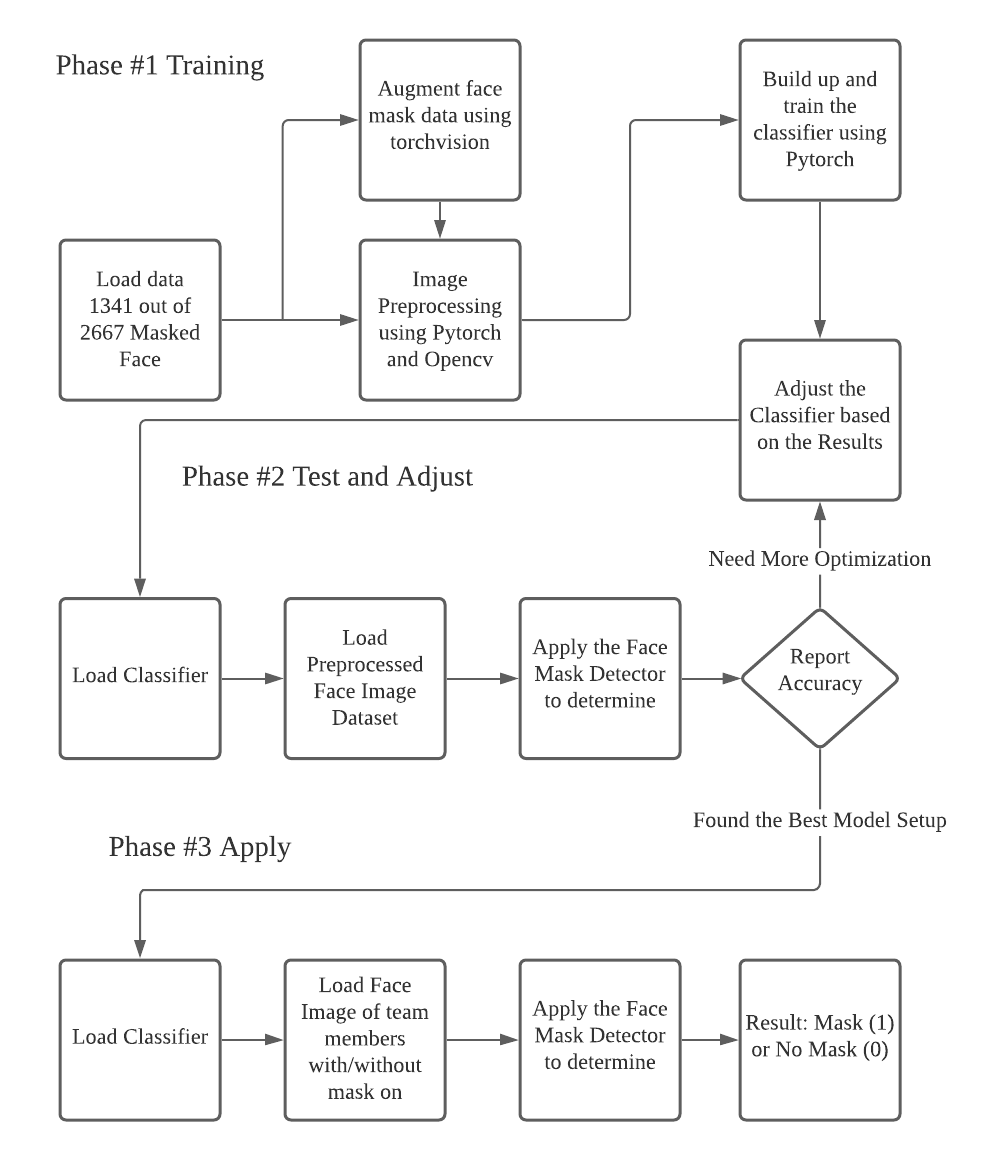 Phase #1 Training
Augment face
mask data using
torchvision
Build up and
train the
classifier using
Pytorch
Load data
1341 out of
2667 Masked
Face
Image
Preprocessing
using Pytorch
and Opencv
Adjust the
Classifier based
on the Results
Phase #2 Test and Adjust
Need More Optimization
Load Classifier
Load
Preprocessed
Face Image
Dataset
Apply the Face
Mask Detector
to determine
Report
Accuracy
Found the Best Model Setup
Phase #3 Apply
Load Classifier
Load Face
Image of team
members
with/without
mask on
Apply the Face
Mask Detector
to determine
Result: Mask (1)
or No Mask (0)